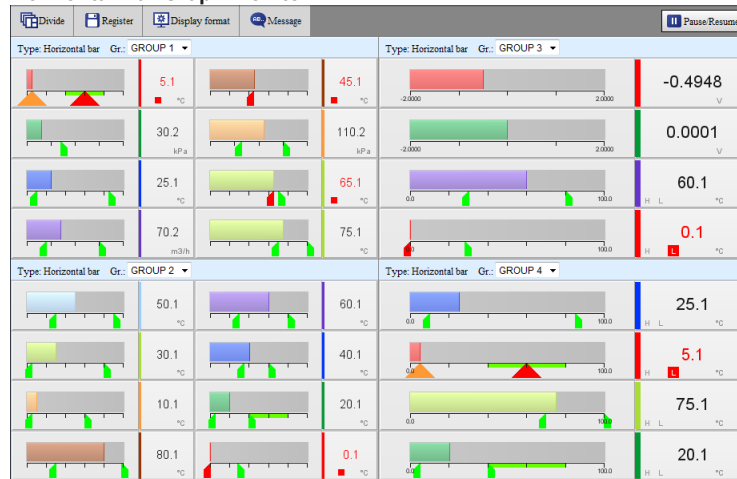 Divide Register Display format Message Pause/Resume
Type: Horizontal bar Gr.: GROUP 1
5.1 °C
45.1 °C
30.2 kPa
110.2 kPa
25.1 °C
65.1 °C
70.2 m3/h
75.1 °C
Type: Horizontal bar Gr.: GROUP 3
-2.0000 2.0000 -0.4948 V
-2.0000 2.0000 0.0001 V
0.0 100.0 60.1 H L °C
100.0 0.1 H L °C
Type: Horizontal bar Gr.: GROUP 2
50.1 °C
60.1 °C
30.1 °C
40.1 °C
10.1 °C
20.1 °C
80.1 °C
0.1 °C
Type: Horizontal bar Gr.: GROUP 4
0.0 100.0 25.1 H L °C
0.0 100.0 5.1 H L °C
0.0 100.0 75.1 H L °C
0.0 100.0 20.1 H L °C